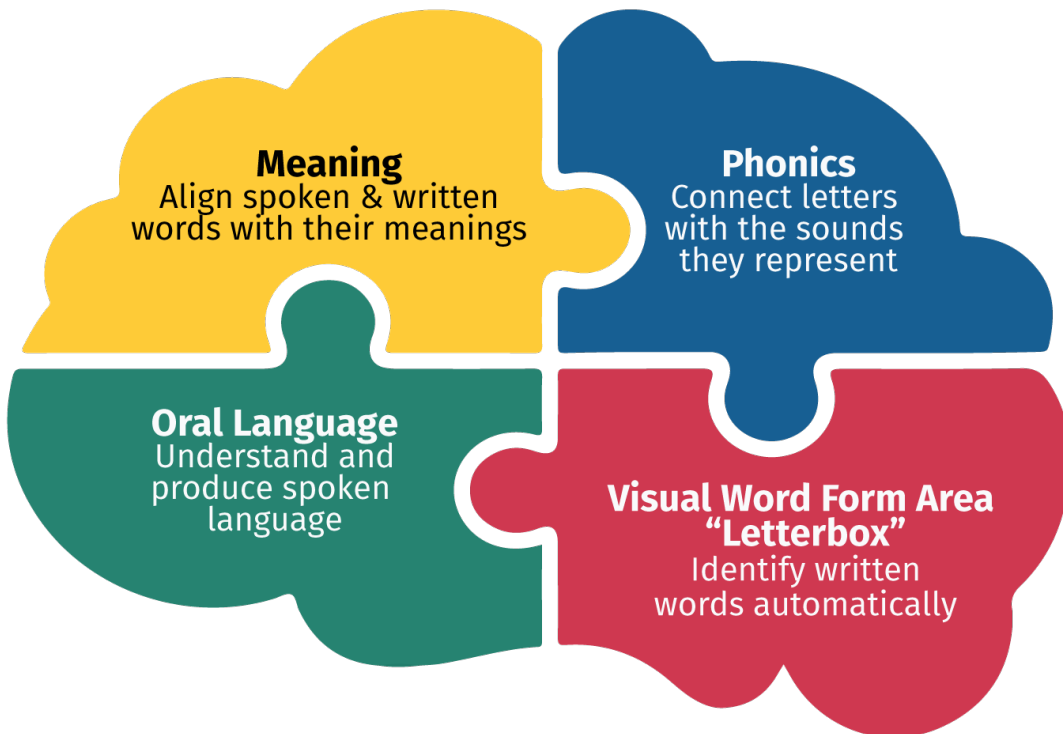 Meaning
Align spoken & written
words with their meanings
Phonics
Connect letters
with the sounds
they represent
Oral Language
Understand and
produce spoken
language
Visual Word Form Area
“Letterbox”
Identify written
words automatically